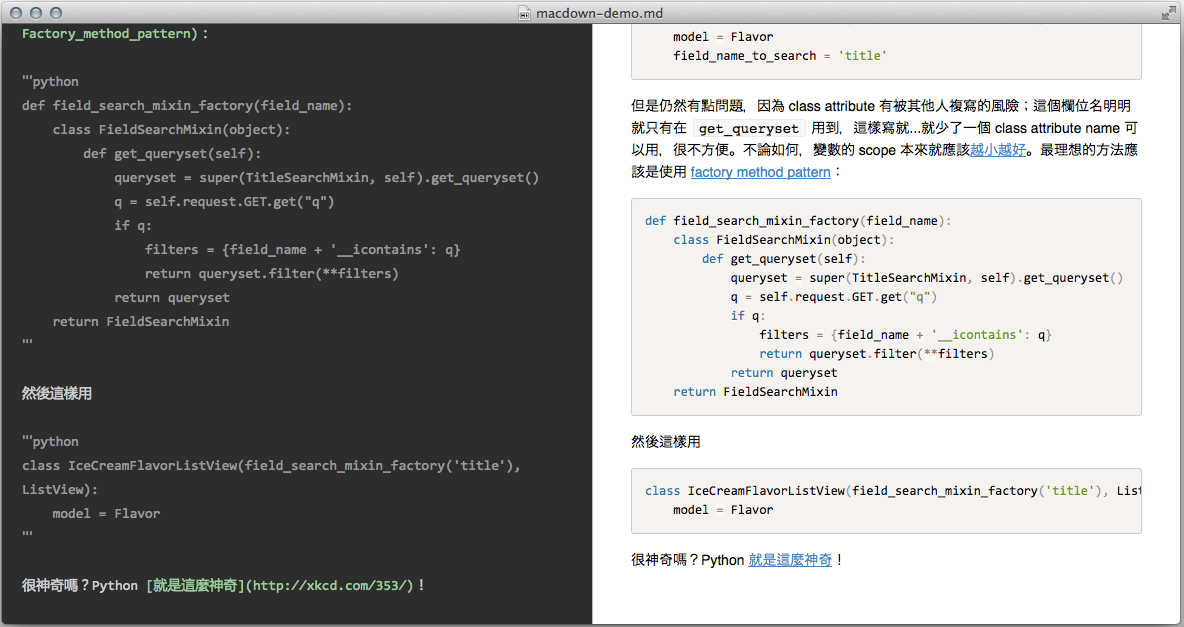 macdown-demo.md
Factory_method_pattern)：
```python
def field_search_mixin_factory(field_name):
    class FieldSearchMixin(object):
        def get_queryset(self):
            queryset = super(TitleSearchMixin, self).get_queryset()
            q = self.request.GET.get("q")
            if q:
                filters = {field_name + '__icontains': q}
                return queryset.filter(**filters)
            return queryset
    return FieldSearchMixin
```
然後這樣用
```python
class IceCreamFlavorListView(field_search_mixin_factory('title'),
ListView):
    model = Flavor
```
很神奇嗎？Python [就是這麼神奇](http://xkcd.com/353/)！
    model = Flavor
    field_name_to_search = 'title'
但是仍然有點問題，因為 class attribute 有被其他人複寫的風險；這個欄位名明明
就只有在 get_queryset 用到，這樣寫就...就少了一個 class attribute name 可
以用，很不方便。不論如何，變數的 scope 本來就應該越小越好。最理想的方法應
該是使用 factory method pattern：
def field_search_mixin_factory(field_name):
    class FieldSearchMixin(object):
        def get_queryset(self):
            queryset = super(TitleSearchMixin, self).get_queryset()
            q = self.request.GET.get("q")
            if q:
                filters = {field_name + '__icontains': q}
                return queryset.filter(**filters)
            return queryset
    return FieldSearchMixin
然後這樣用
class IceCreamFlavorListView(field_search_mixin_factory('title'), List
    model = Flavor
很神奇嗎？Python 就是這麼神奇！